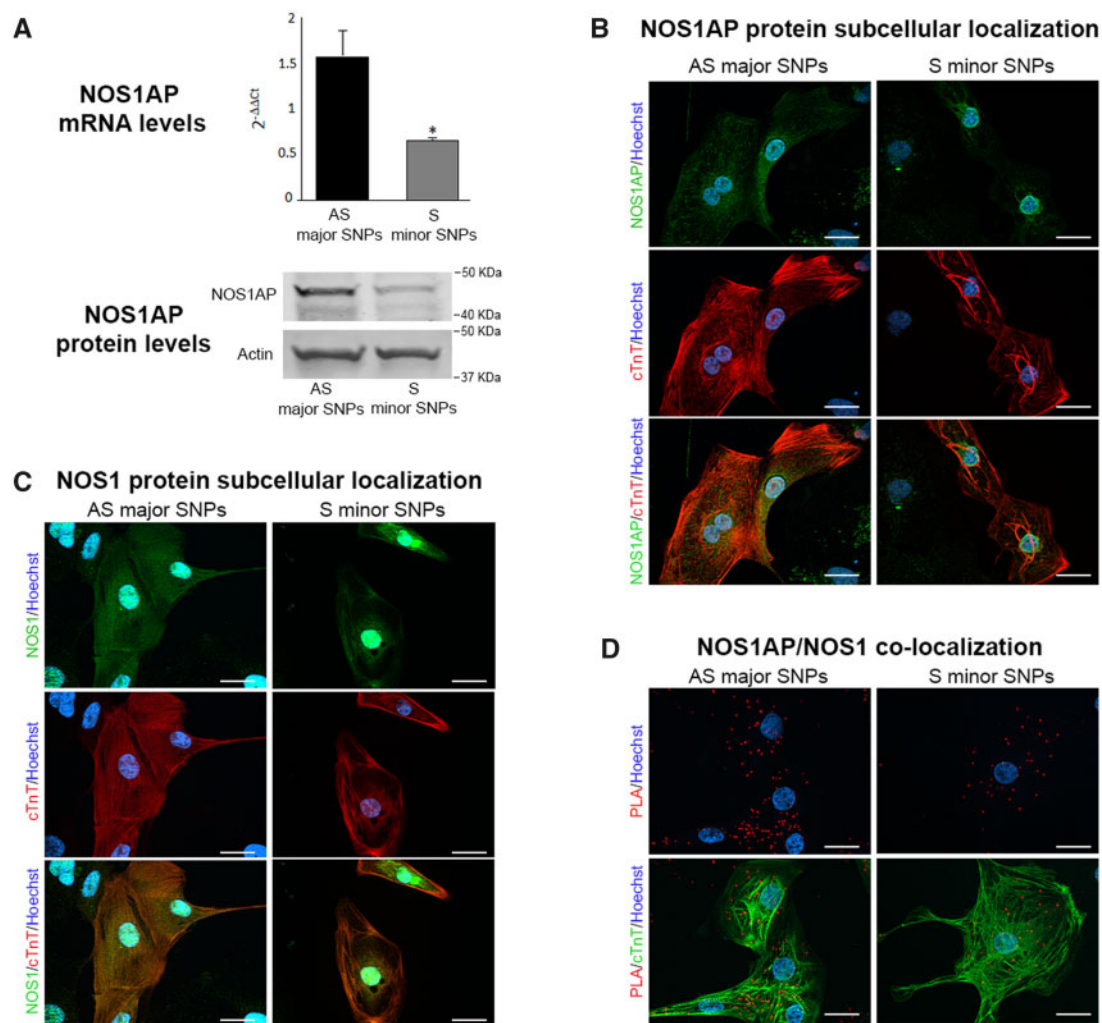 A
NOS1AP
mRNA levels
2-ΔΔCt
2
1.5
1
0.5
0
*
AS
major SNPs
S
minor SNPs
NOS1AP
protein levels
NOS1AP
Actin
50 KDa
40 KDa
50 KDa
37 KDa
AS
major SNPs
S
minor SNPs
B NOS1AP protein subcellular localization
AS major SNPs S minor SNPs
NOS1AP/Hoechst
cTnT/Hoechst
NOS1AP/cTnT/Hoechst
C NOS1 protein subcellular localization
AS major SNPs S minor SNPs
NOS1/Hoechst
cTnT/Hoechst
NOS1/cTnT/Hoechst
D NOS1AP/NOS1 co-localization
AS major SNPs S minor SNPs
PLA/Hoechst
PLA/cTnT/Hoechst